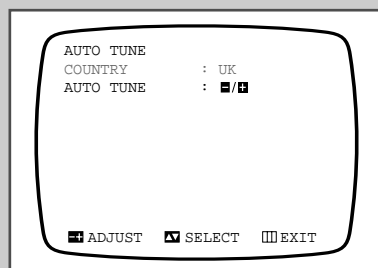 AUTO TUNE
COUNTRY : UK
AUTO TUNE : -/+
-+ ADJUST ▲▼ SELECT EXIT